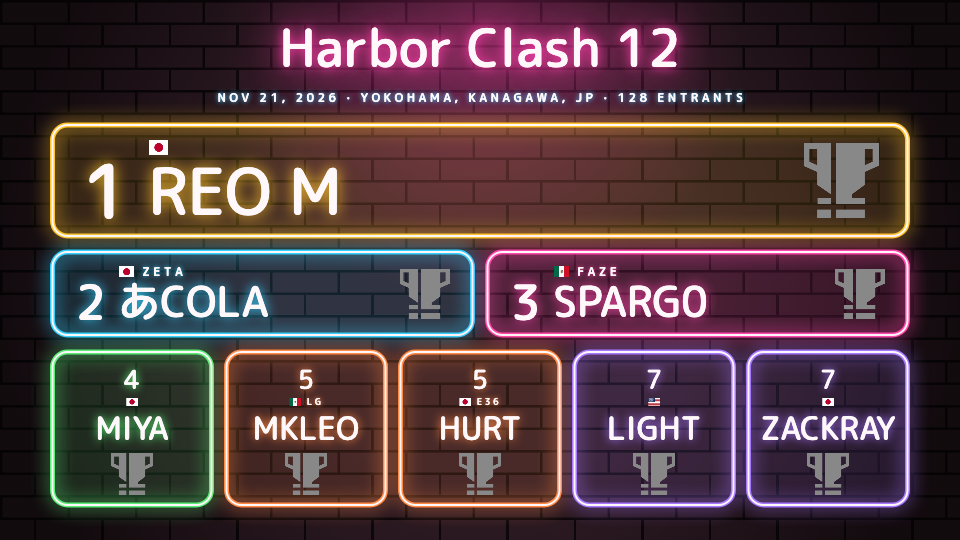 Harbor Clash 12
NOV 21, 2026 · YOKOHAMA, KANAGAWA, JP · 128 ENTRANTS
1 REO M
ZETA
2 あCOLA
FAZE
3 SPARG0
4
MIYA
5
LG
MKLEO
5
E36
HURT
7
LIGHT
7
ZACKRAY